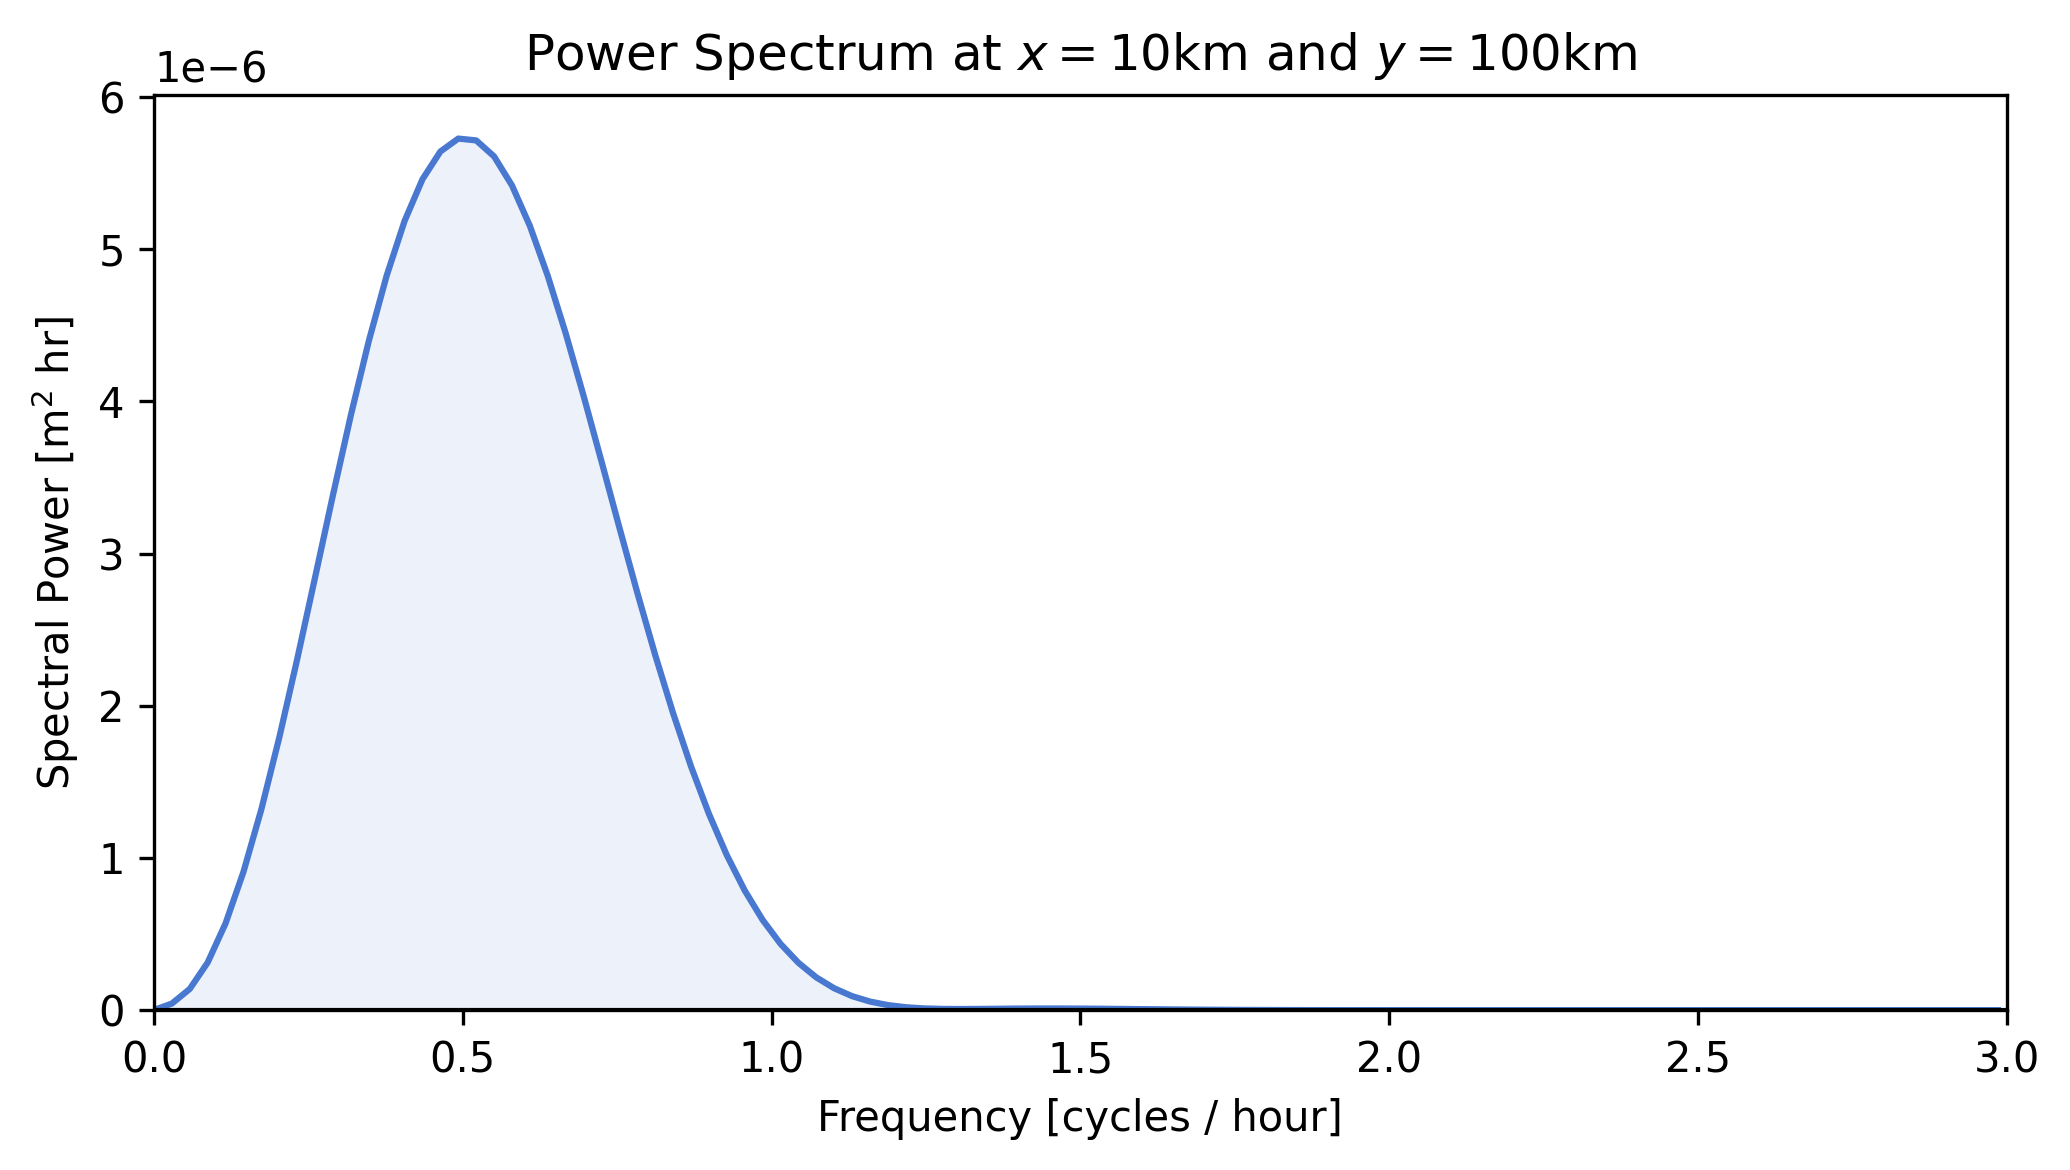 Power Spectrum at x = 10km and y = 100km
1e−6
6
5
4
3
2
1
0
Spectral Power [m² hr]
0.0 0.5 1.0 1.5 2.0 2.5 3.0
Frequency [cycles / hour]